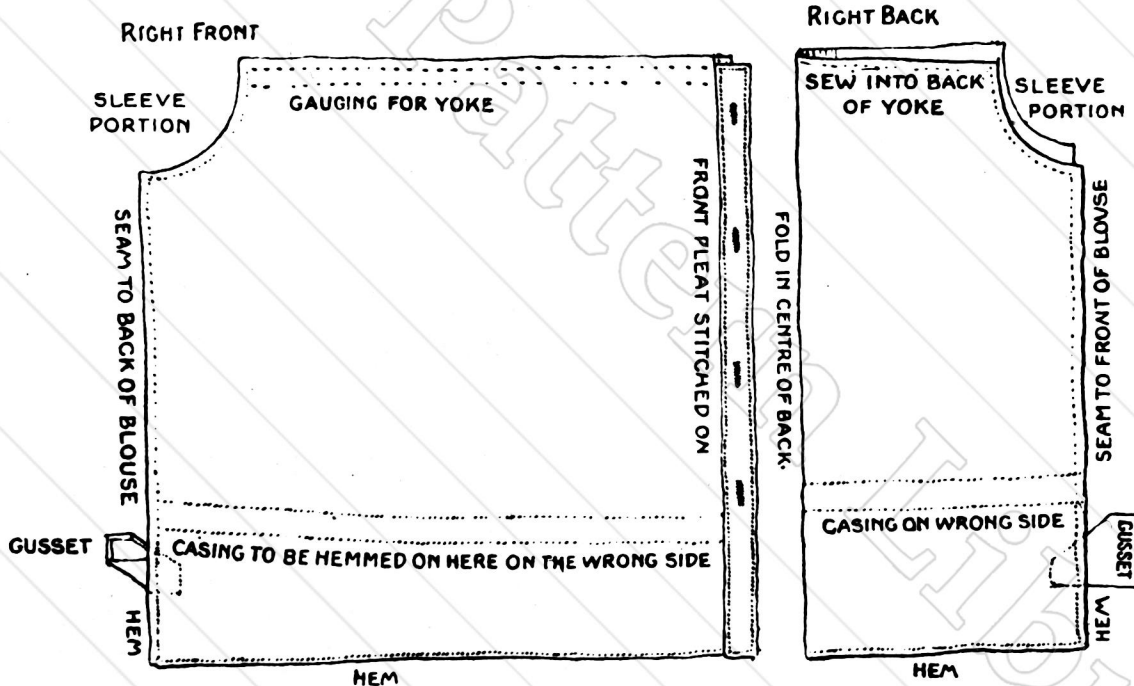 RIGHT FRONT
SLEEVE
PORTION
GAUGING FOR YOKE
SEAM TO BACK OF BLOUSE
FRONT PLEAT STITCHED ON
GUSSET
CASING TO BE HEMMED ON HERE ON THE WRONG SIDE
HEM
HEM
RIGHT BACK
SEW INTO BACK
OF YOKE
SLEEVE
PORTION
FOLD IN CENTRE OF BACK.
SEAM TO FRONT OF BLOUSE
CASING ON WRONG SIDE
GUSSET
HEM
HEM
Pattern Libr